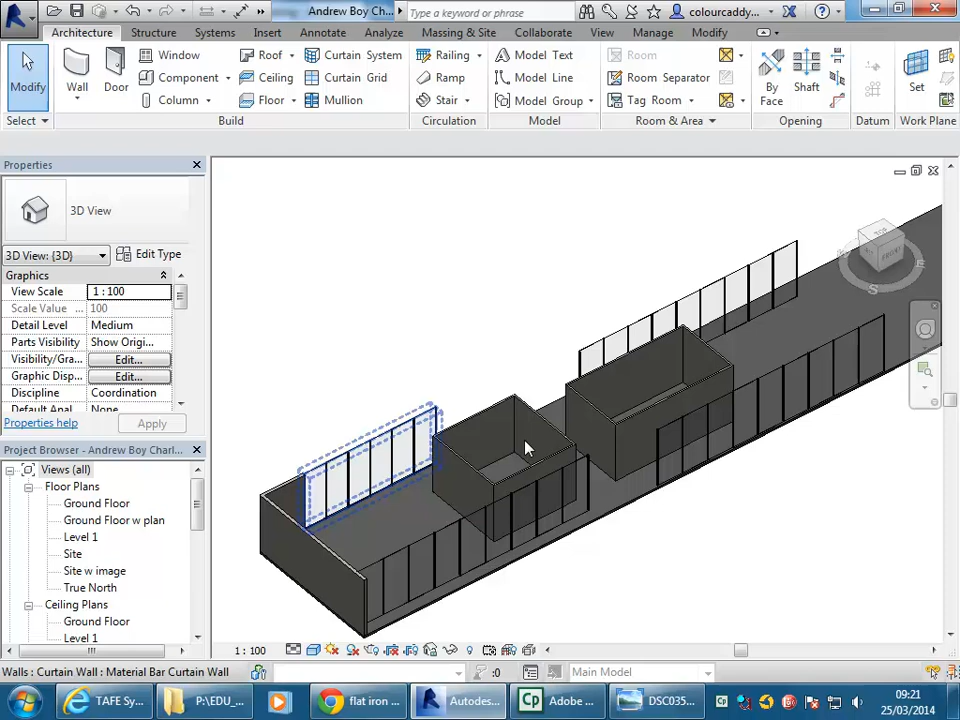 Andrew Boy Ch...
Type a keyword or phrase
colourcaddy...
Architecture Structure Systems Insert Annotate Analyze Massing & Site Collaborate View Manage Modify
Modify
Wall
Door
Window
Component
Column
Roof
Ceiling
Floor
Curtain System
Curtain Grid
Mullion
Railing
Ramp
Stair
Model Text
Model Line
Model Group
Room
Room Separator
Tag Room
By Face
Shaft
Set
Select
Build
Circulation
Model
Room & Area
Opening
Datum
Work Plane
Properties
3D View
3D View: {3D}
Edit Type
Graphics
View Scale 1 : 100
Scale Value ... 100
Detail Level Medium
Parts Visibility Show Origi...
Visibility/Gra... Edit...
Graphic Disp... Edit...
Discipline Coordination
Default Anal... None
Properties help
Apply
Project Browser - Andrew Boy Charl...
Views (all)
Floor Plans
Ground Floor
Ground Floor w plan
Level 1
Site
Site w image
True North
Ceiling Plans
Ground Floor
Level 1
TOP
FRONT
S
E
1 : 100
Walls : Curtain Wall : Material Bar Curtain Wall
:0
Main Model
TAFE Sy...
P:\EDU_...
flat iron ...
Autodes...
Cp
Adobe ...
DSC035...
Cp
09:21
25/03/2014